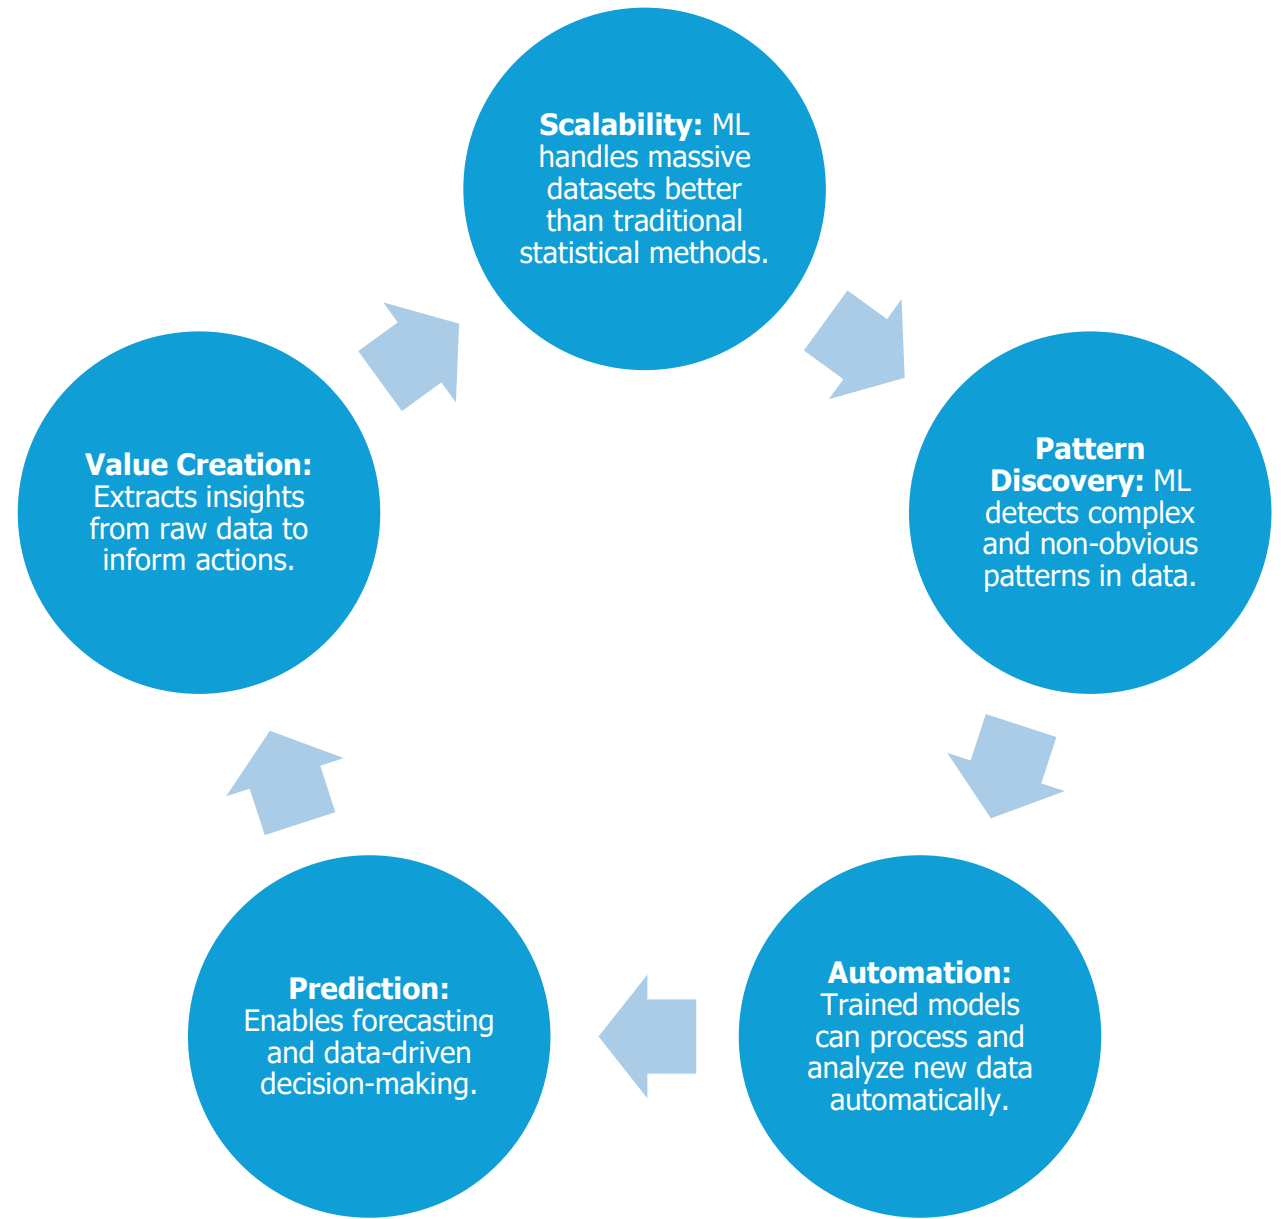 Scalability: ML
handles massive
datasets better
than traditional
statistical methods.
Pattern
Discovery: ML
detects complex
and non-obvious
patterns in data.
Automation:
Trained models
can process and
analyze new data
automatically.
Prediction:
Enables forecasting
and data-driven
decision-making.
Value Creation:
Extracts insights
from raw data to
inform actions.